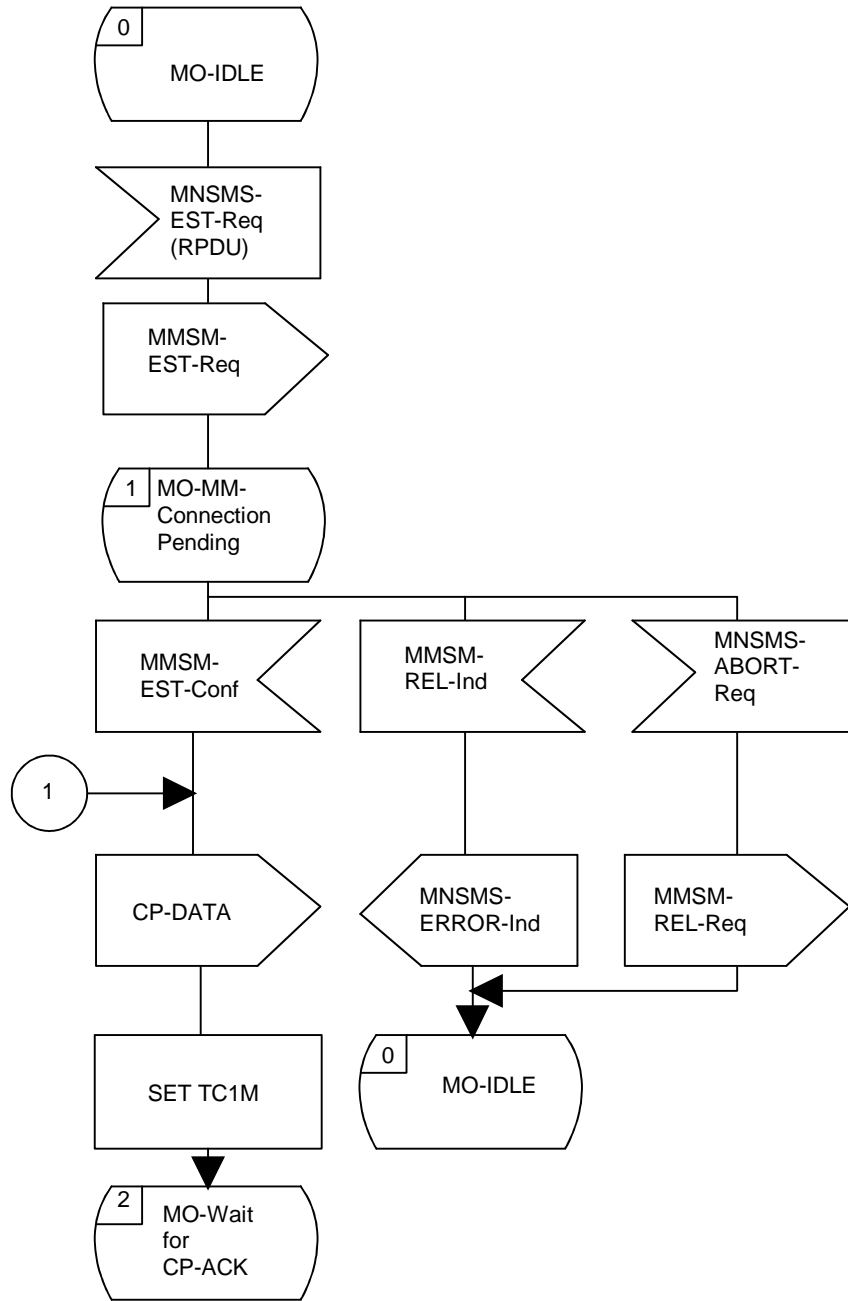 0
MO-IDLE
MNSMS-
EST-Req
(RPDU)
MMSM-
EST-Req
1
MO-MM-
Connection
Pending
MMSM-
EST-Conf
MMSM-
REL-Ind
MNSMS-
ABORT-
Req
1
CP-DATA
MNSMS-
ERROR-Ind
MMSM-
REL-Req
SET TC1M
0
MO-IDLE
2
MO-Wait
for
CP-ACK